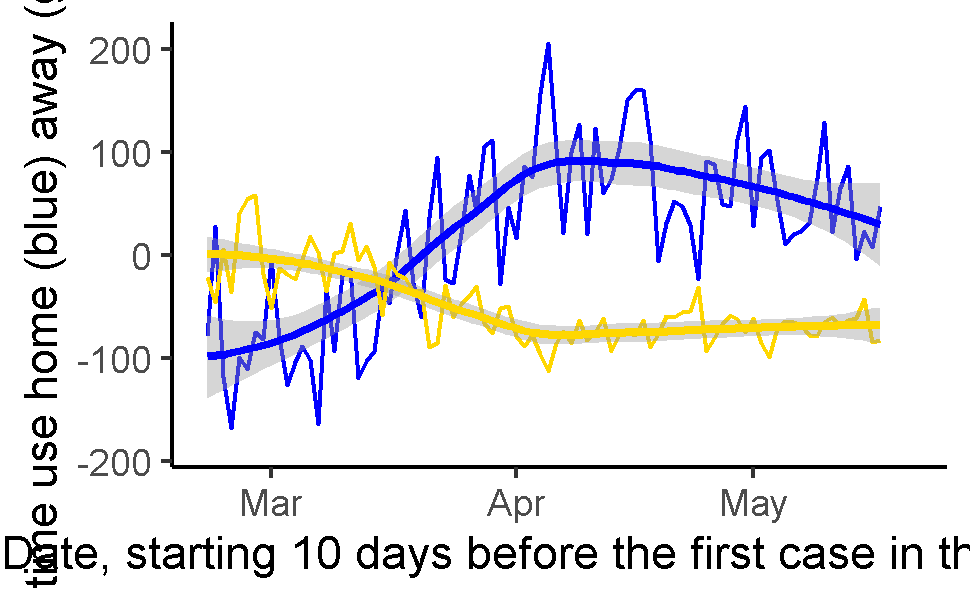 time use home (blue) away (
200
100
0
-100
-200
Mar Apr May
Date, starting 10 days before the first case in th